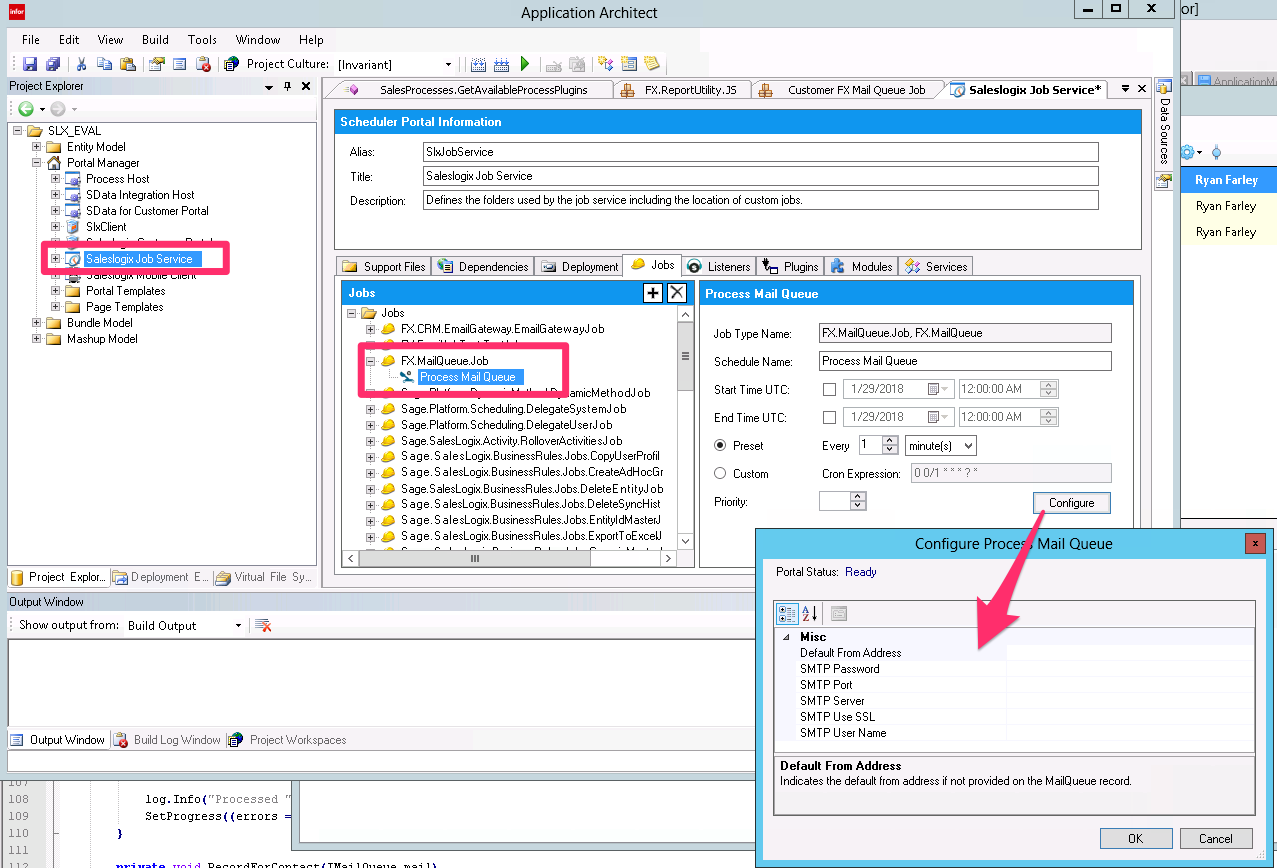 infor
Application Architect
or]
File Edit View Build Tools Window Help
Project Culture: [Invariant]
Project Explorer
SalesProcesses.GetAvailableProcessPlugins
FX.ReportUtility.JS
Customer FX Mail Queue Job
Saleslogix Job Service*
Data Sources
SLX_EVAL
Entity Model
Portal Manager
Process Host
SData Integration Host
SData for Customer Portal
SlxClient
Saleslogix Job Service
Saleslogix Mobile Client
Portal Templates
Page Templates
Bundle Model
Mashup Model
Scheduler Portal Information
Alias: SlxJobService
Title: Saleslogix Job Service
Description: Defines the folders used by the job service including the location of custom jobs.
Ryan Farley
Ryan Farley
Ryan Farley
Support Files Dependencies Deployment Jobs Listeners Plugins Modules Services
Jobs
Jobs
FX.CRM.EmailGateway.EmailGatewayJob
FX.MailQueue.Job
Process Mail Queue
Sage.Platform.Scheduling.DelegateSystemJob
Sage.Platform.Scheduling.DelegateUserJob
Sage.SalesLogix.Activity.RolloverActivitiesJob
Sage.SalesLogix.BusinessRules.Jobs.CopyUserProfil
Sage.SalesLogix.BusinessRules.Jobs.CreateAdHocGr
Sage.SalesLogix.BusinessRules.Jobs.DeleteEntityJob
Sage.SalesLogix.BusinessRules.Jobs.DeleteSyncHist
Sage.SalesLogix.BusinessRules.Jobs.EntityIdMasterJ
Sage.SalesLogix.BusinessRules.Jobs.ExportToExcelJ
Process Mail Queue
Job Type Name: FX.MailQueue.Job, FX.MailQueue
Schedule Name: Process Mail Queue
Start Time UTC: 1/29/2018 12:00:00 AM
End Time UTC: 1/29/2018 12:00:00 AM
Preset Every 1 minute(s)
Custom Cron Expression: 0 0/1 * * * ? *
Priority:
Configure
Project Explor... Deployment E... Virtual File Sy...
Output Window
Show output from: Build Output
Output Window Build Log Window Project Workspaces
Configure Process Mail Queue
Portal Status: Ready
Misc
Default From Address
SMTP Password
SMTP Port
SMTP Server
SMTP Use SSL
SMTP User Name
Default From Address
Indicates the default from address if not provided on the MailQueue record.
OK Cancel
107
108 log.Info("Processed "
109 SetProgress((errors =
110 }
111
112 private void RecordForContact(IMailQueue mail)